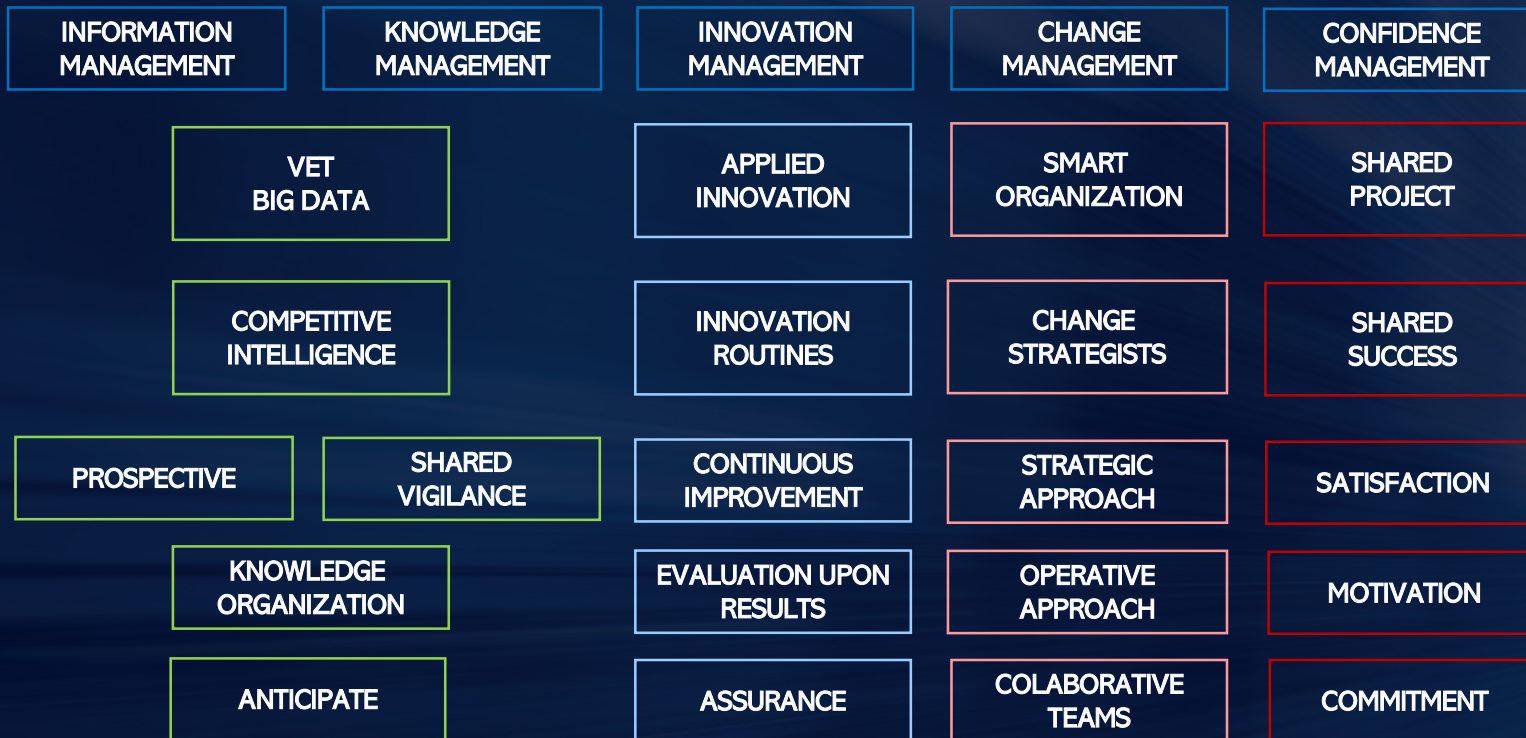 INFORMATION
MANAGEMENT
KNOWLEDGE
MANAGEMENT
INNOVATION
MANAGEMENT
CHANGE
MANAGEMENT
CONFIDENCE
MANAGEMENT
VET
BIG DATA
APPLIED
INNOVATION
SMART
ORGANIZATION
SHARED
PROJECT
COMPETITIVE
INTELLIGENCE
INNOVATION
ROUTINES
CHANGE
STRATEGISTS
SHARED
SUCCESS
PROSPECTIVE
SHARED
VIGILANCE
CONTINUOUS
IMPROVEMENT
STRATEGIC
APPROACH
SATISFACTION
KNOWLEDGE
ORGANIZATION
EVALUATION UPON
RESULTS
OPERATIVE
APPROACH
MOTIVATION
ANTICIPATE
ASSURANCE
COLABORATIVE
TEAMS
COMMITMENT